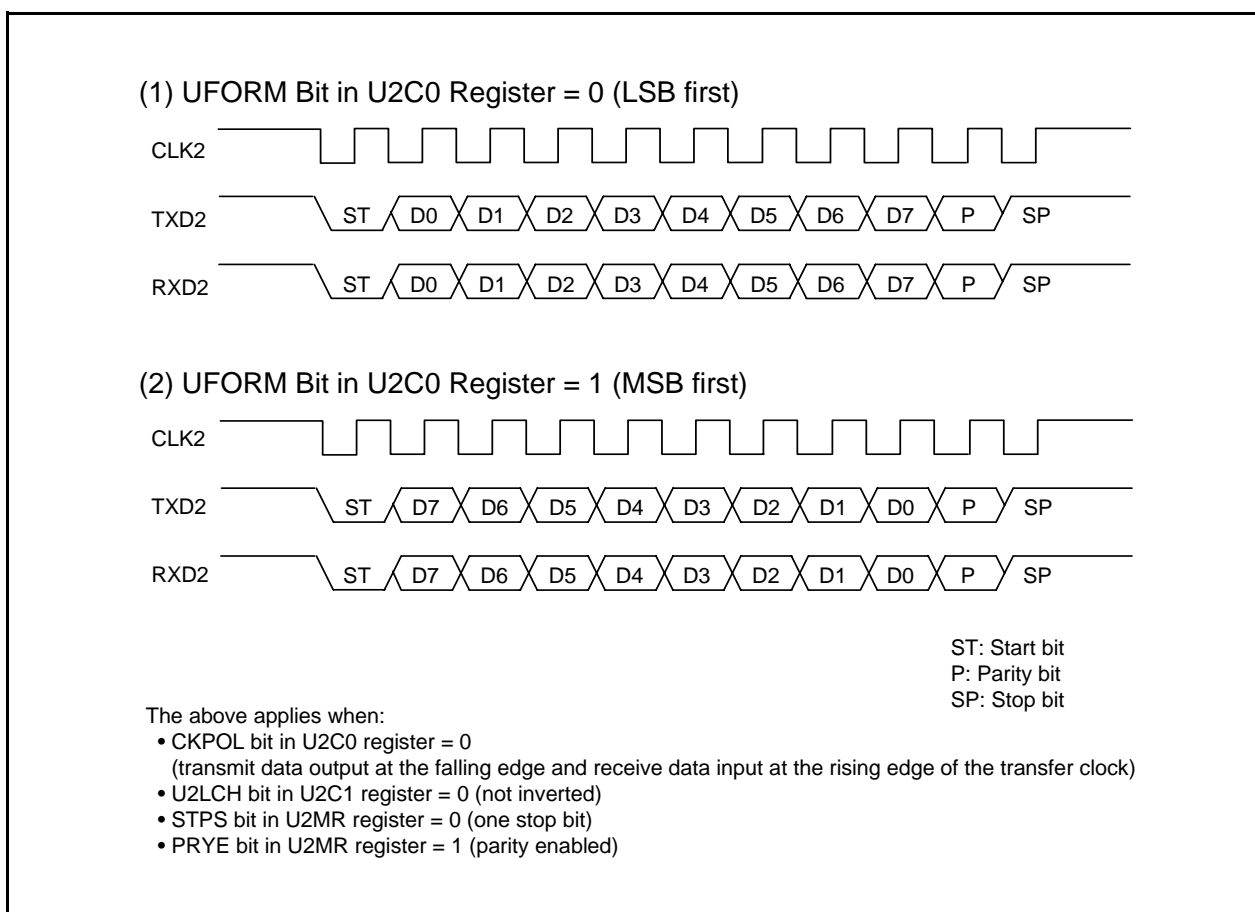 (1) UFORM Bit in U2C0 Register = 0 (LSB first)
CLK2
TXD2 ST D0 D1 D2 D3 D4 D5 D6 D7 P SP
RXD2 ST D0 D1 D2 D3 D4 D5 D6 D7 P SP
(2) UFORM Bit in U2C0 Register = 1 (MSB first)
CLK2
TXD2 ST D7 D6 D5 D4 D3 D2 D1 D0 P SP
RXD2 ST D7 D6 D5 D4 D3 D2 D1 D0 P SP
ST: Start bit
P: Parity bit
SP: Stop bit
The above applies when:
• CKPOL bit in U2C0 register = 0
(transmit data output at the falling edge and receive data input at the rising edge of the transfer clock)
• U2LCH bit in U2C1 register = 0 (not inverted)
• STPS bit in U2MR register = 0 (one stop bit)
• PRYE bit in U2MR register = 1 (parity enabled)